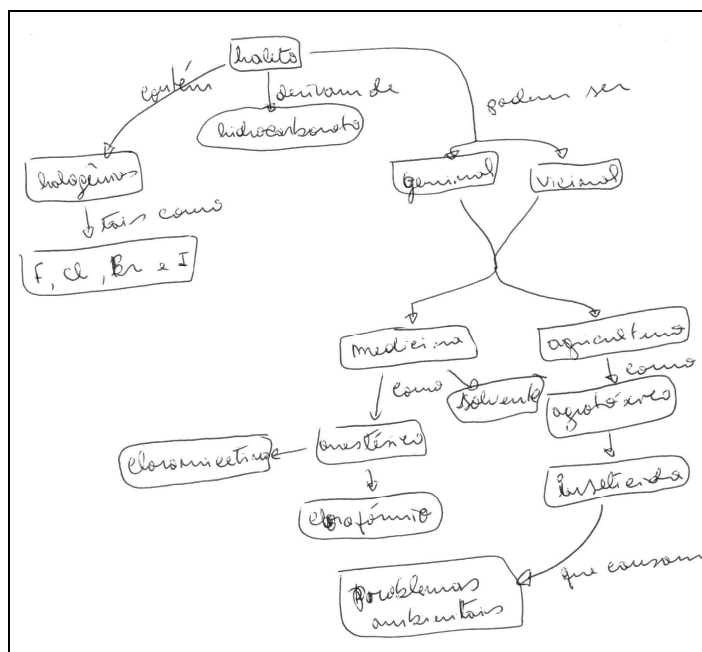 haleto
contém
derivam de
podem ser
hidrocarboneto
halogênios
geminal
vicinal
tais como
F, Cl, Br e I
medicina
agricultura
como
como
solvente
agrotóxico
anestésico
cloromicetina
inseticida
clorofórmio
que causam
Problemas
ambientais